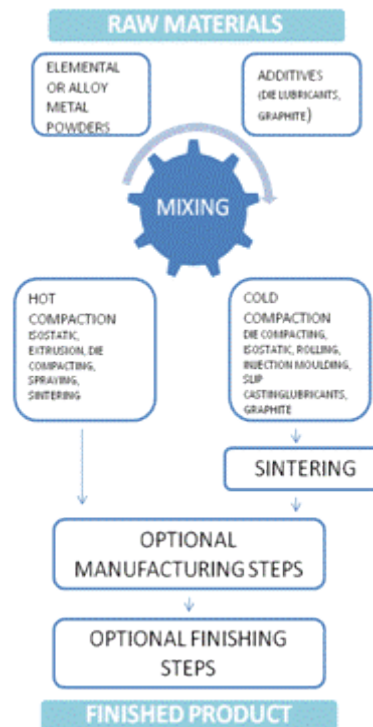 RAW MATERIALS
ELEMENTAL
OR ALLOY
METAL
POWDERS
ADDITIVES
(DIE LUBRICANTS,
GRAPHITE)
MIXING
HOT
COMPACTION
ISOSTATIC,
EXTRUSION, DIE
COMPACTING,
SPRAYING,
SINTERING
COLD
COMPACTION
DIE COMPACTING,
ISOSTATIC, ROLLING,
INJECTION MOULDING,
SLIP
CASTINGLUBRICANTS,
GRAPHITE
SINTERING
OPTIONAL
MANUFACTURING STEPS
OPTIONAL FINISHING
STEPS
FINISHED PRODUCT